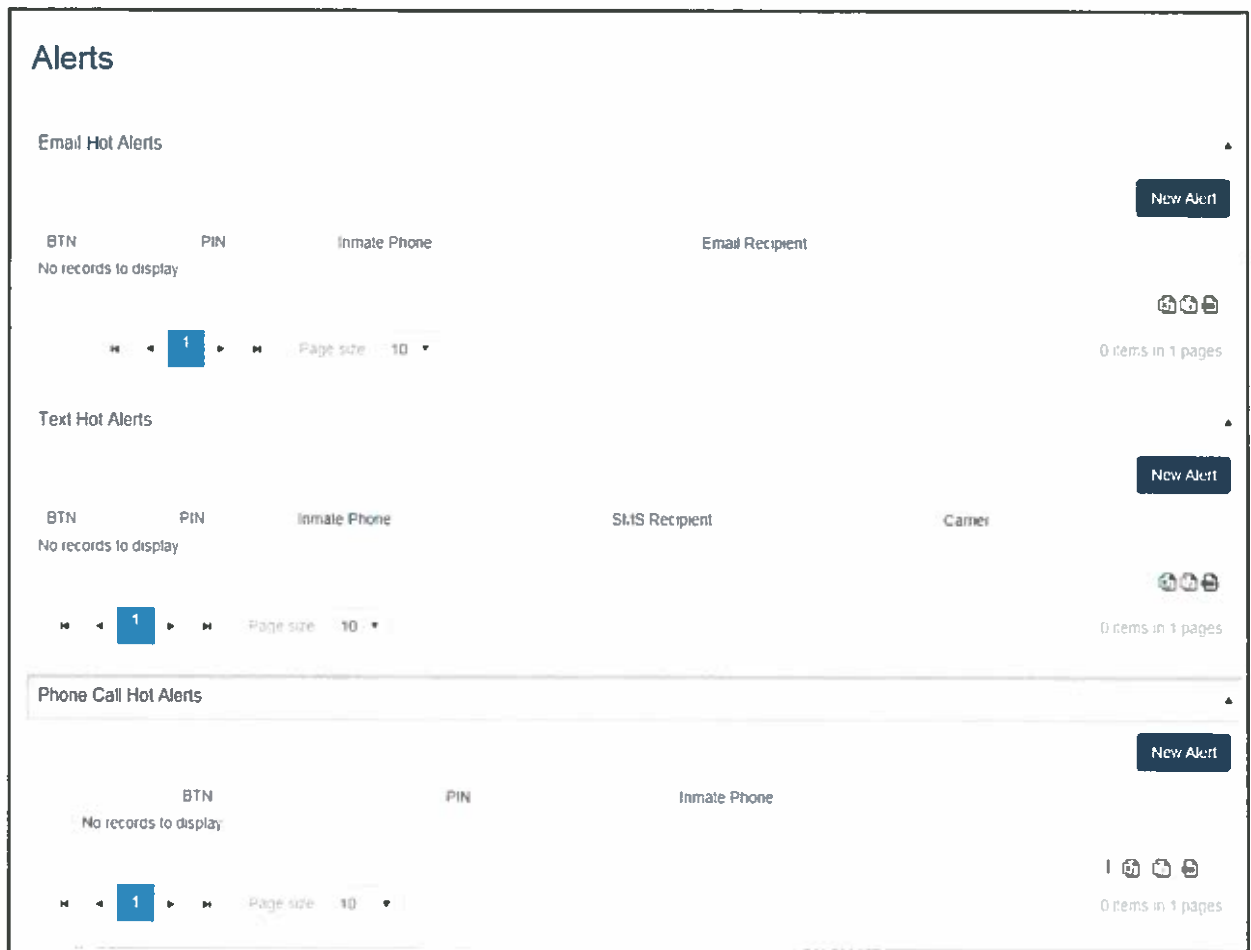 Alerts
Email Hot Alerts
New Alert
BTN PIN Inmate Phone Email Recipient
No records to display
1 Page size 10
0 items in 1 pages
Text Hot Alerts
New Alert
BTN PIN Inmate Phone SMS Recipient Carrier
No records to display
1 Page size 10
0 items in 1 pages
Phone Call Hot Alerts
New Alert
BTN PIN Inmate Phone
No records to display
1 Page size 10
0 items in 1 pages